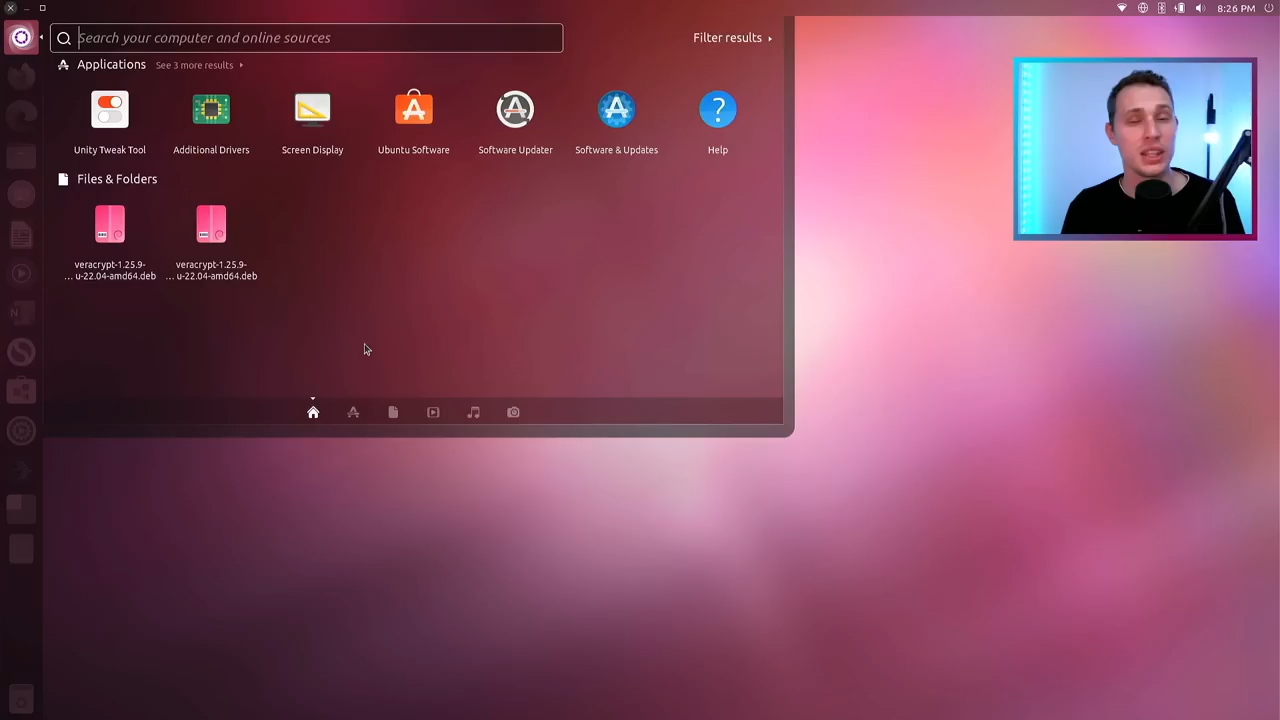 8:26 PM
Search your computer and online sources
Filter results
Applications See 3 more results
Unity Tweak Tool
Additional Drivers
Screen Display
Ubuntu Software
Software Updater
Software & Updates
Help
Files & Folders
veracrypt-1.25.9-
... u-22.04-amd64.deb
veracrypt-1.25.9-
... u-22.04-amd64.deb